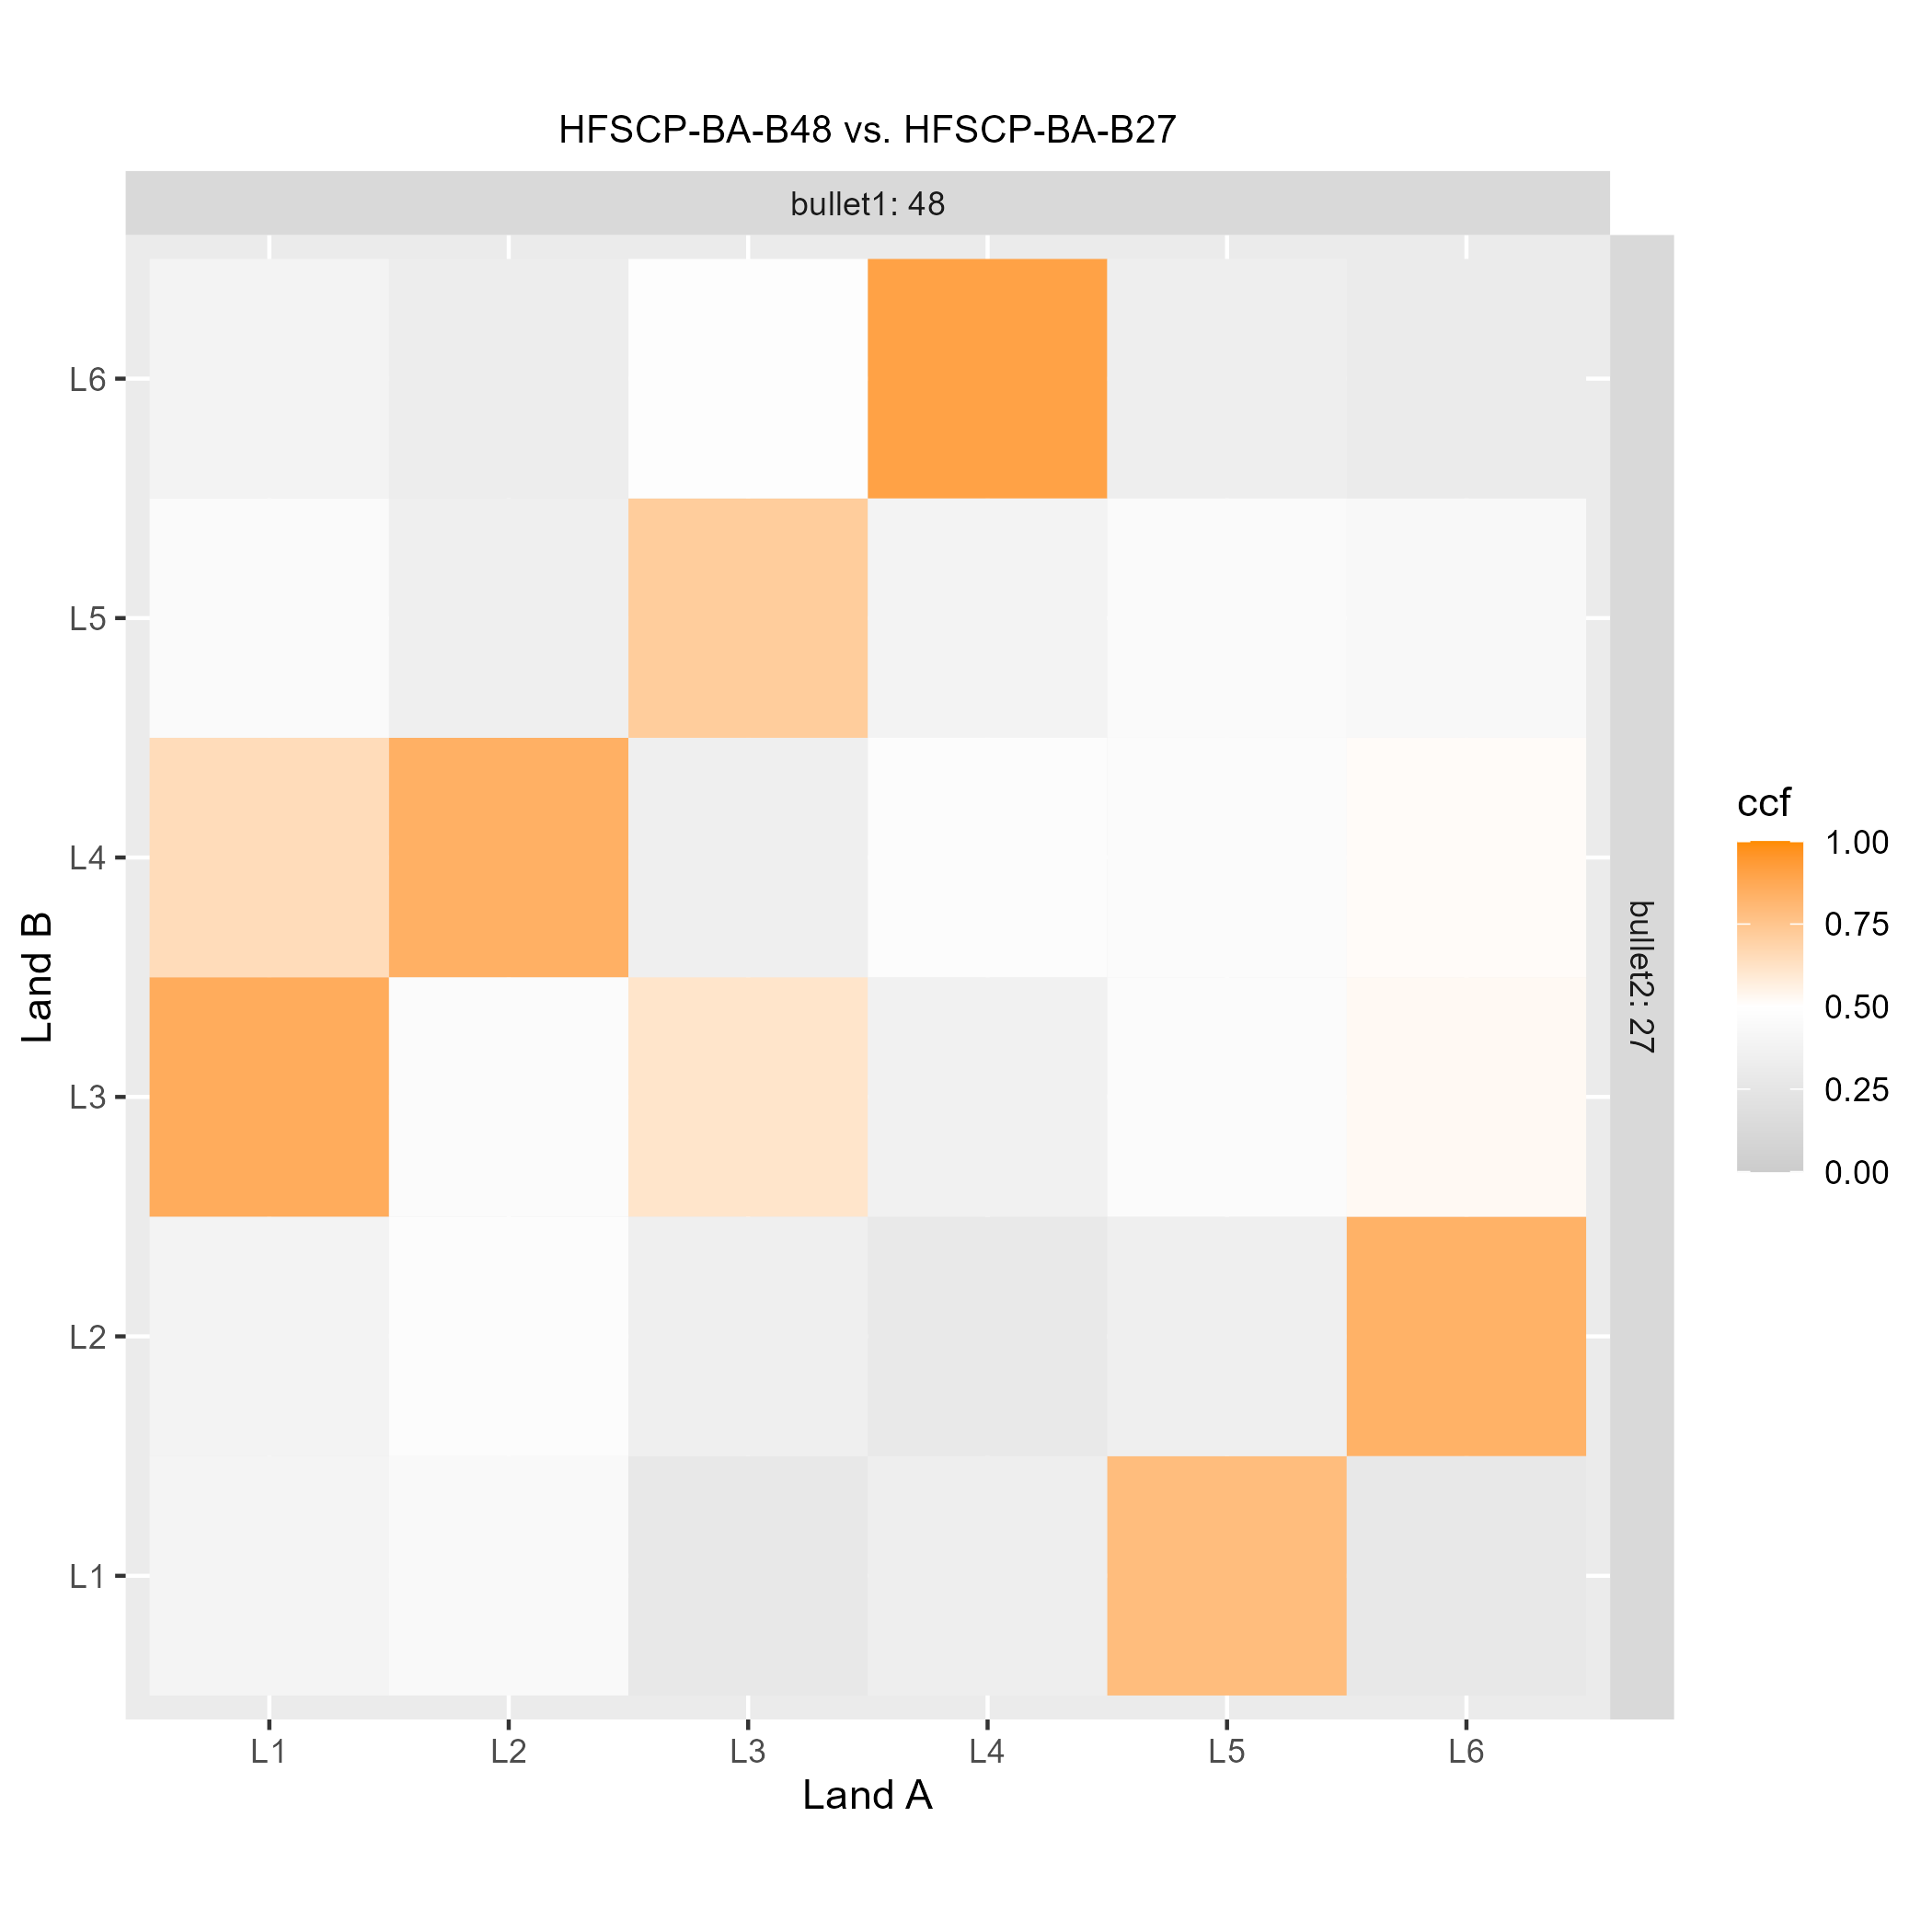 HFSCP-BA-B48 vs. HFSCP-BA-B27
bullet1: 48
L6
L5
L4
L3
L2
L1
Land B
L1
L2
L3
L4
L5
L6
Land A
bullet2: 27
ccf
1.00
0.75
0.50
0.25
0.00